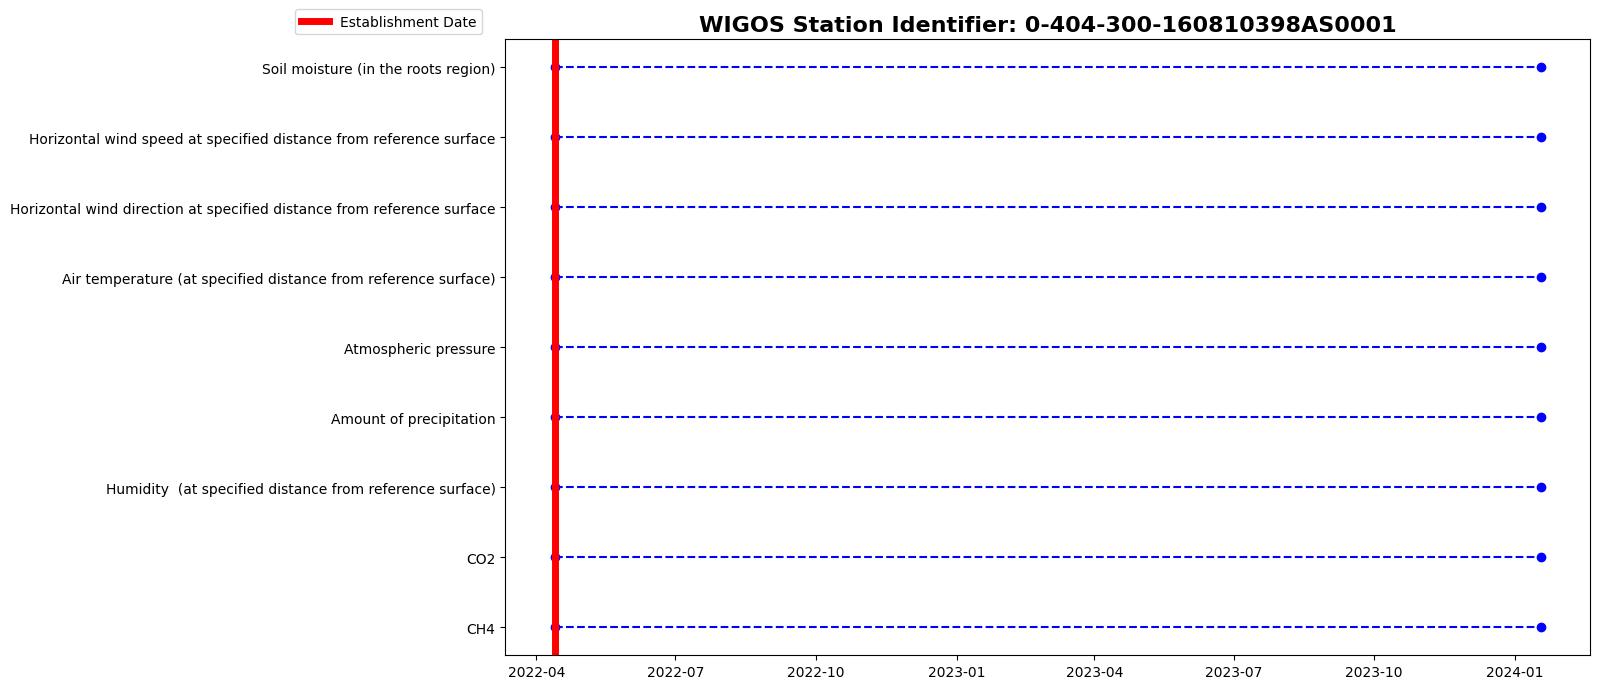 Establishment Date
WIGOS Station Identifier: 0-404-300-160810398AS0001
Soil moisture (in the roots region)
Horizontal wind speed at specified distance from reference surface
Horizontal wind direction at specified distance from reference surface
Air temperature (at specified distance from reference surface)
Atmospheric pressure
Amount of precipitation
Humidity  (at specified distance from reference surface)
CO2
CH4
2022-04 2022-07 2022-10 2023-01 2023-04 2023-07 2023-10 2024-01